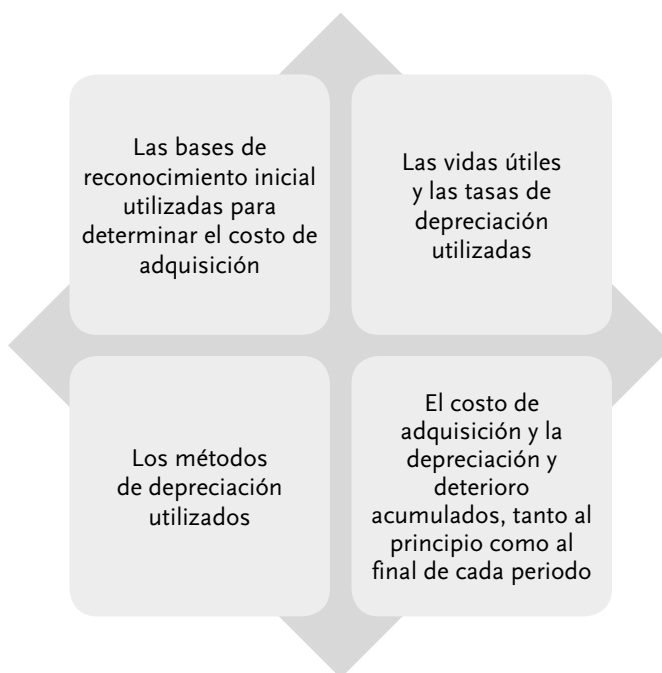 Las bases de
reconocimiento inicial
utilizadas para
determinar el costo de
adquisición
Las vidas útiles
y las tasas de
depreciación
utilizadas
Los métodos
de depreciación
utilizados
El costo de
adquisición y la
depreciación y
deterioro
acumulados, tanto al
principio como al
final de cada periodo